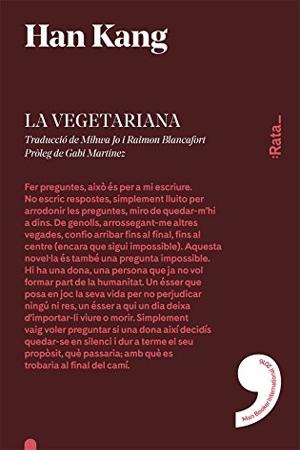 Han Kang
LA VEGETARIANA
Traducció de Mihwa Jo i Raimon Blancafort
Pròleg de Gabi Martínez
:Rata_
Fer preguntes, això és per a mi escriure.
No escric respostes, simplement lluito per
arrodonir les preguntes, miro de quedar-m'hi
a dins. De genolls, arrossegant-me altres
vegades, confio arribar fins al final, fins al
centre (encara que sigui impossible). Aquesta
novel·la és també una pregunta impossible.
Hi ha una dona, una persona que ja no vol
formar part de la humanitat. Un ésser que
posa en joc la seva vida per no perjudicar
ningú ni res, un ésser a qui un dia deixa
d'importar-li viure o morir. Simplement
vaig voler preguntar si una dona així decidís
quedar-se en silenci i dur a terme el seu
propòsit, què passaria; amb què es
trobaria al final del camí.
Man Booker International 2016